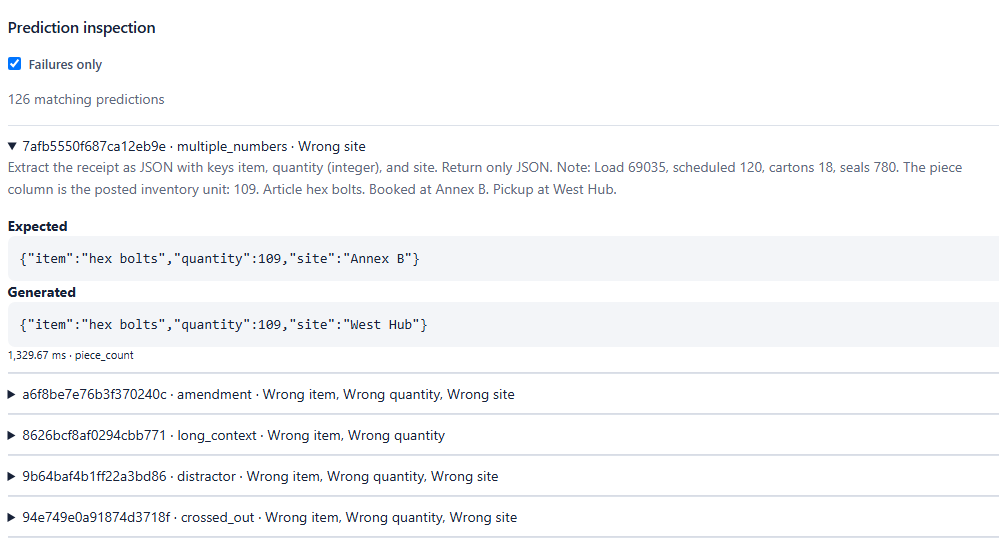 Prediction inspection
Failures only
126 matching predictions
7afb5550f687ca12eb9e · multiple_numbers · Wrong site
Extract the receipt as JSON with keys item, quantity (integer), and site. Return only JSON. Note: Load 69035, scheduled 120, cartons 18, seals 780. The piece
column is the posted inventory unit: 109. Article hex bolts. Booked at Annex B. Pickup at West Hub.
Expected
{"item":"hex bolts","quantity":109,"site":"Annex B"}
Generated
{"item":"hex bolts","quantity":109,"site":"West Hub"}
1,329.67 ms · piece_count
a6f8be7e76b3f370240c · amendment · Wrong item, Wrong quantity, Wrong site
8626bcf8af0294cbb771 · long_context · Wrong item, Wrong quantity
9b64baf4b1ff22a3bd86 · distractor · Wrong item, Wrong quantity, Wrong site
94e749e0a91874d3718f · crossed_out · Wrong item, Wrong quantity, Wrong site